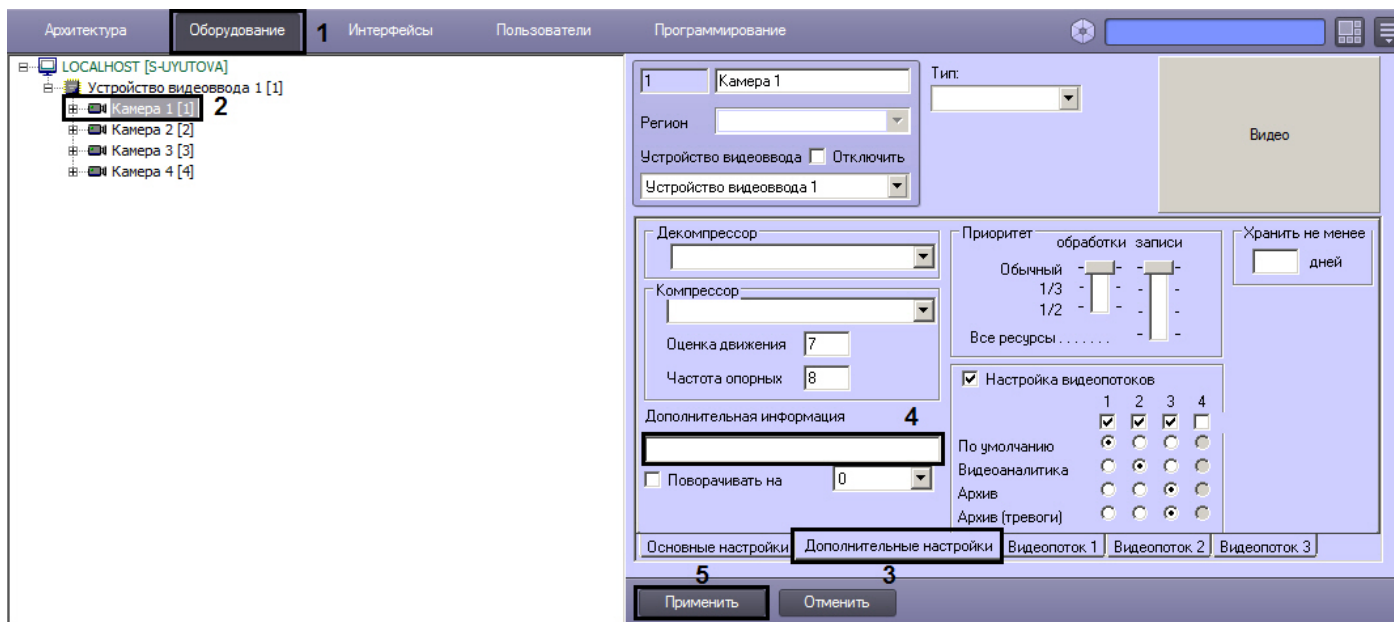 Архитектура Оборудование 1 Интерфейсы Пользователи Программирование
LOCALHOST [S-UYUTOVA]
Устройство видеоввода 1 [1]
Камера 1 [1] 2
Камера 2 [2]
Камера 3 [3]
Камера 4 [4]
1 Камера 1
Тип:
Регион
Устройство видеоввода Отключить
Устройство видеоввода 1
Видео
Декомпрессор
Компрессор
Оценка движения 7
Частота опорных 8
Дополнительная информация 4
Поворачивать на 0
Приоритет
обработки записи
Обычный
1/3
1/2
Все ресурсы . . . . . . .
Хранить не менее
дней
Настройка видеопотоков
1 2 3 4
По умолчанию
Видеоаналитика
Архив
Архив (тревоги)
Основные настройки Дополнительные настройки Видеопоток 1 Видеопоток 2 Видеопоток 3
5 3
Применить Отменить